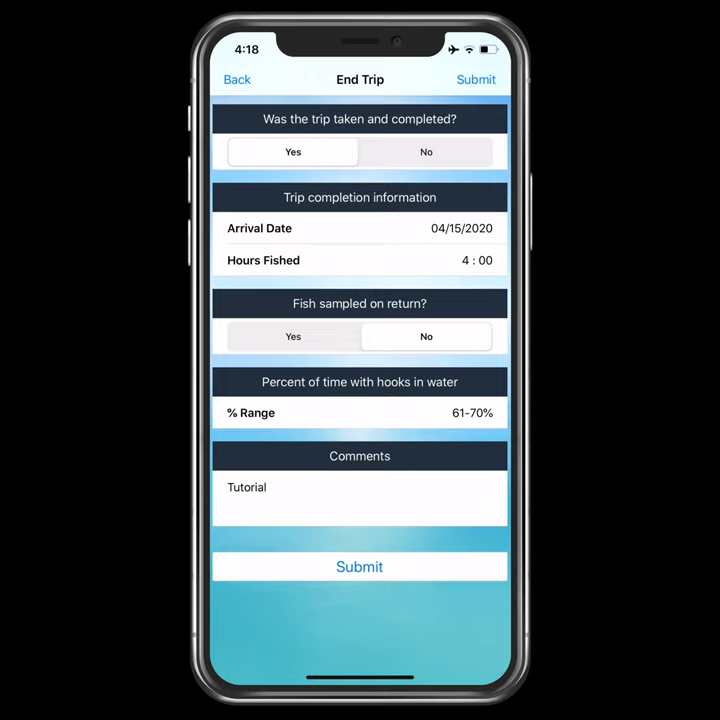 4:18
Back End Trip Submit
Was the trip taken and completed?
Yes No
Trip completion information
Arrival Date 04/15/2020
Hours Fished 4 : 00
Fish sampled on return?
Yes No
Percent of time with hooks in water
% Range 61-70%
Comments
Tutorial
Submit